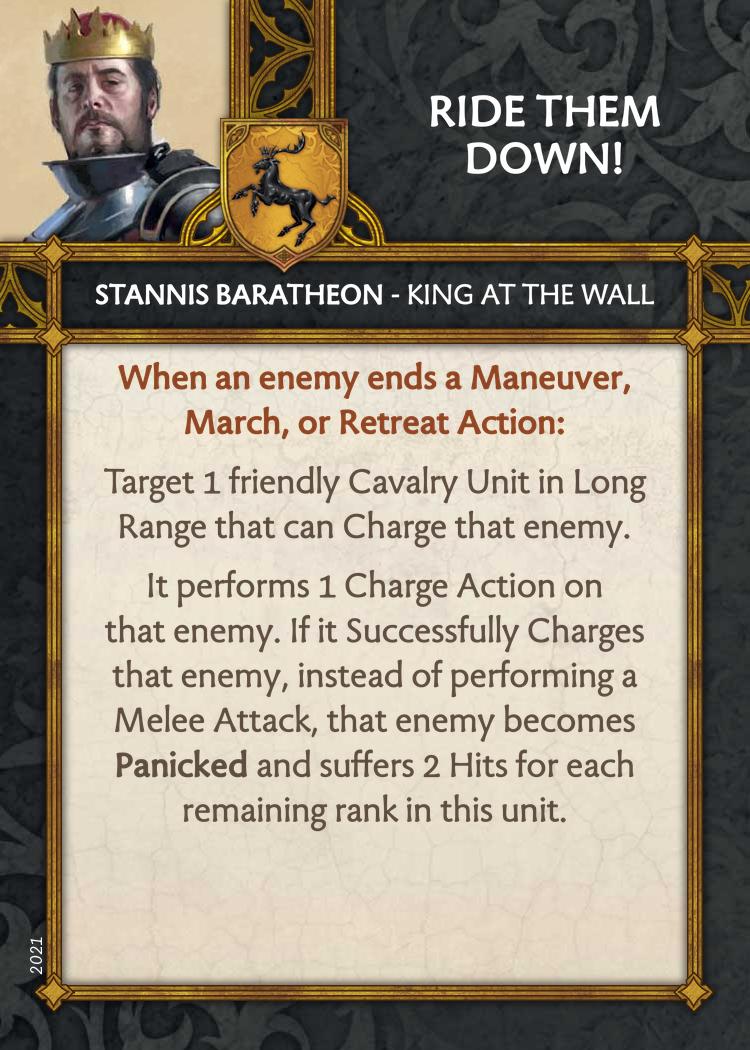 RIDE THEM
DOWN!
STANNIS BARATHEON - KING AT THE WALL
When an enemy ends a Maneuver,
March, or Retreat Action:
Target 1 friendly Cavalry Unit in Long
Range that can Charge that enemy.
It performs 1 Charge Action on
that enemy. If it Successfully Charges
that enemy, instead of performing a
Melee Attack, that enemy becomes
Panicked and suffers 2 Hits for each
remaining rank in this unit.
2021